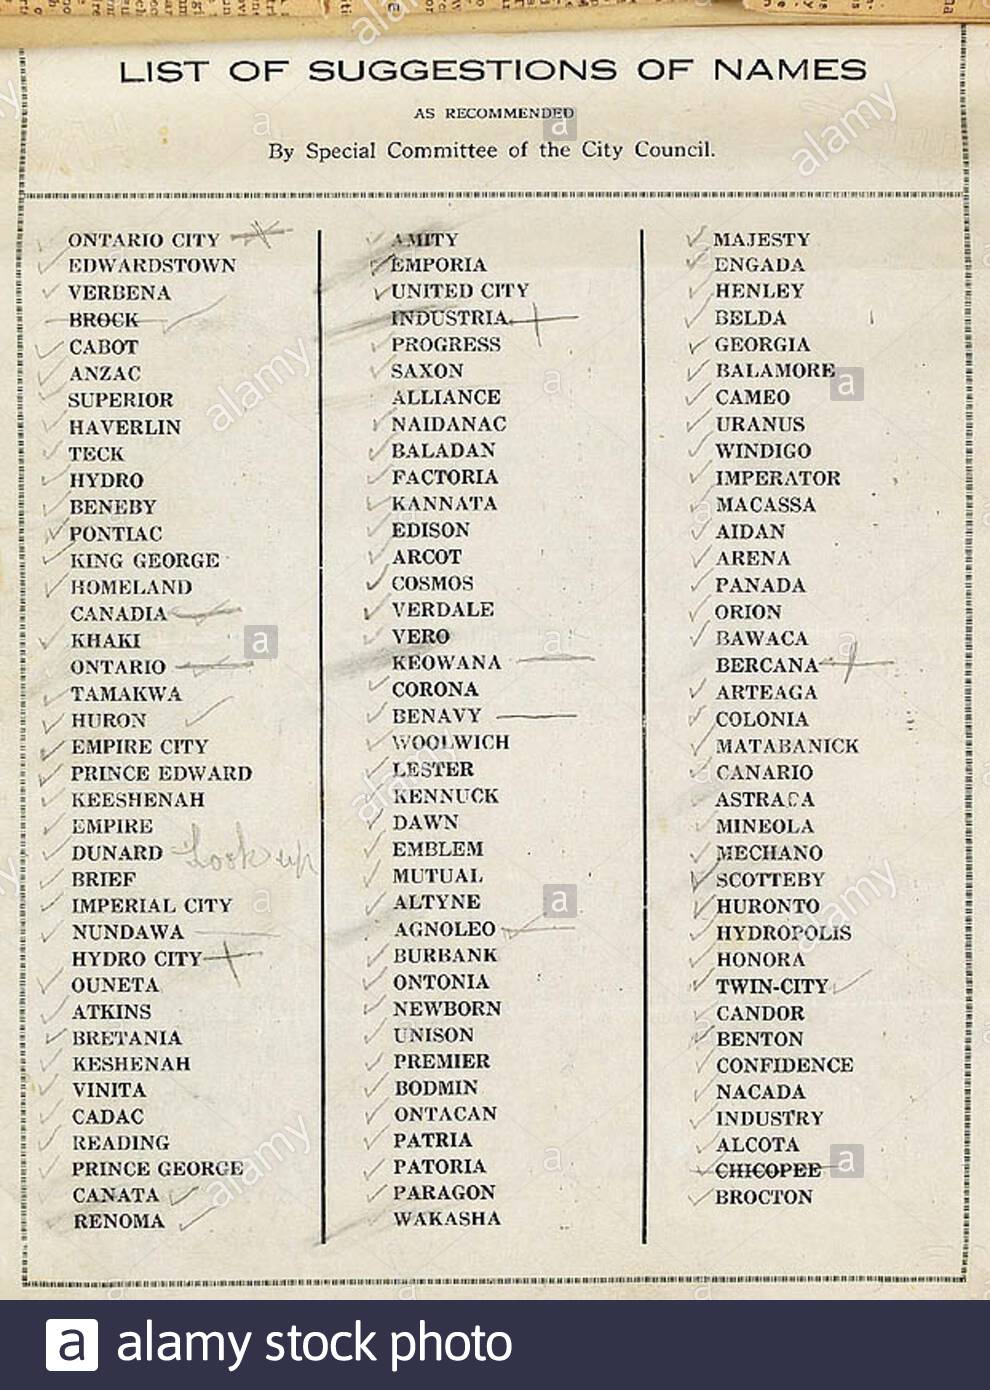 LIST OF SUGGESTIONS OF NAMES
AS RECOMMENDED
By Special Committee of the City Council.
ONTARIO CITY
EDWARDSTOWN
VERBENA
BROCK
CABOT
ANZAC
SUPERIOR
HAVERLIN
TECK
HYDRO
BENEBY
PONTIAC
KING GEORGE
HOMELAND
CANADIA
KHAKI
ONTARIO
TAMAKWA
HURON
EMPIRE CITY
PRINCE EDWARD
KEESHENAH
EMPIRE
DUNARD Look up
BRIEF
IMPERIAL CITY
NUNDAWA
HYDRO CITY
OUNETA
ATKINS
BRETANIA
KESHENAH
VINITA
CADAC
READING
PRINCE GEORGE
CANATA
RENOMA
AMITY
EMPORIA
UNITED CITY
INDUSTRIA
PROGRESS
SAXON
ALLIANCE
NAIDANAC
BALADAN
FACTORIA
KANNATA
EDISON
ARCOT
COSMOS
VERDALE
VERO
KEOWANA
CORONA
BENAVY
WOOLWICH
LESTER
KENNUCK
DAWN
EMBLEM
MUTUAL
ALTYNE
AGNOLEO
BURBANK
ONTONIA
NEWBORN
UNISON
PREMIER
BODMIN
ONTACAN
PATRIA
PATORIA
PARAGON
WAKASHA
MAJESTY
ENGADA
HENLEY
BELDA
GEORGIA
BALAMORE
CAMEO
URANUS
WINDIGO
IMPERATOR
MACASSA
AIDAN
ARENA
PANADA
ORION
BAWACA
BERCANA
ARTEAGA
COLONIA
MATABANICK
CANARIO
ASTRACA
MINEOLA
MECHANO
SCOTTEBY
HURONTO
HYDROPOLIS
HONORA
TWIN-CITY
CANDOR
BENTON
CONFIDENCE
NACADA
INDUSTRY
ALCOTA
CHICOPEE
BROCTON
a alamy stock photo